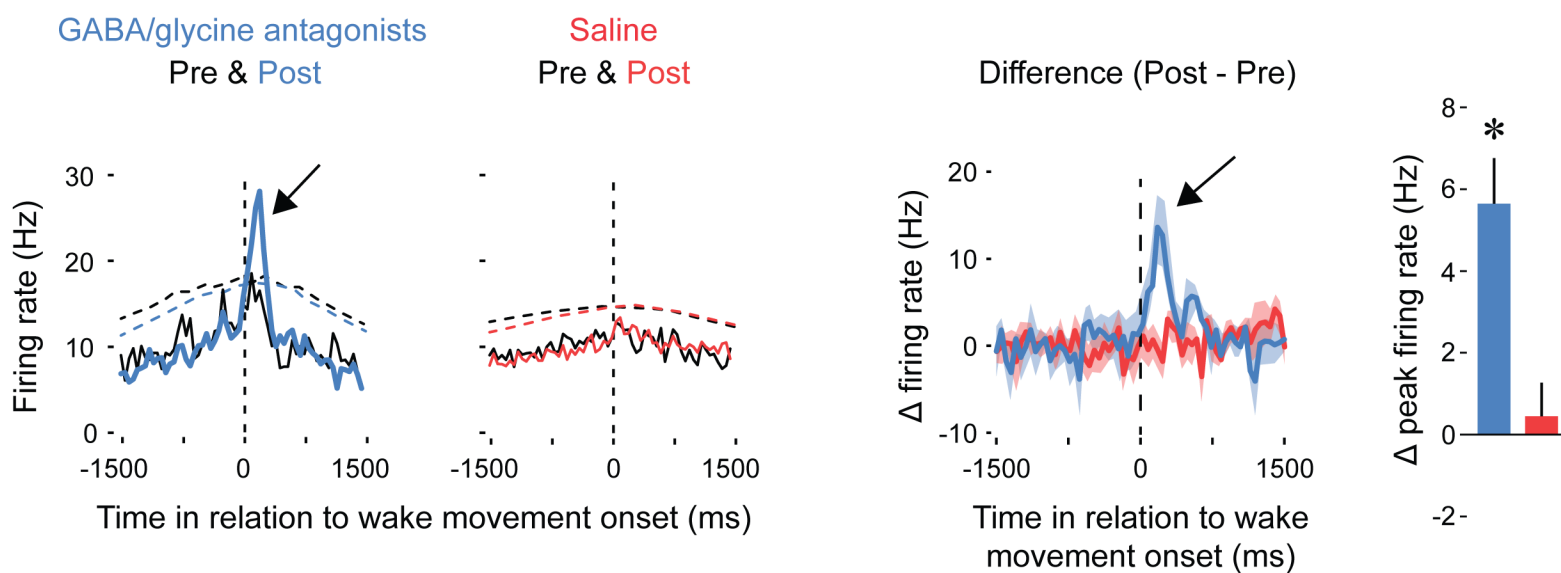 GABA/glycine antagonists
Pre & Post
Saline
Pre & Post
Difference (Post - Pre)
Firing rate (Hz)
30
20
10
0
-1500
0
1500
-1500
0
1500
Time in relation to wake movement onset (ms)
Δ firing rate (Hz)
20
10
0
-10
-1500
0
1500
Time in relation to wake
movement onset (ms)
Δ peak firing rate (Hz)
8
6
4
2
0
-2
*